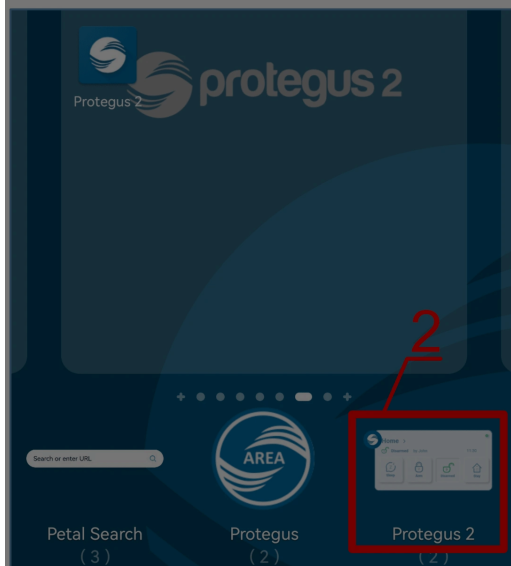 protegus 2
Protegus 2
2
Search or enter URL
AREA
Petal Search
Protegus
Protegus 2
(3)
(2)
(2)